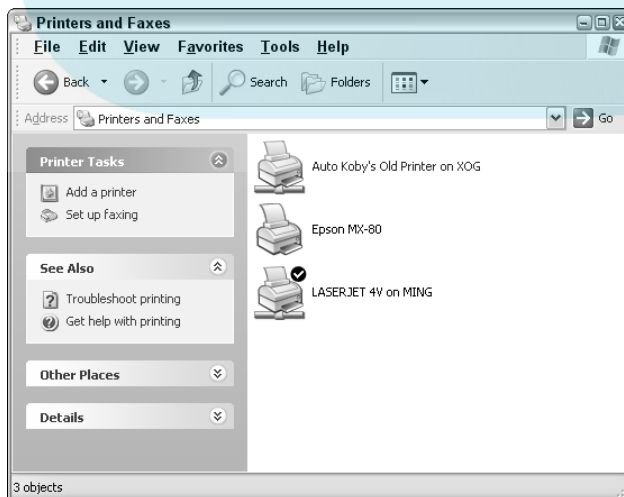 Printers and Faxes
File Edit View Favorites Tools Help
Back Search Folders
Address Printers and Faxes Go
Printer Tasks
Add a printer
Set up faxing
See Also
Troubleshoot printing
Get help with printing
Other Places
Details
Auto Koby's Old Printer on XOG
Epson MX-80
LASERJET 4V on MING
3 objects